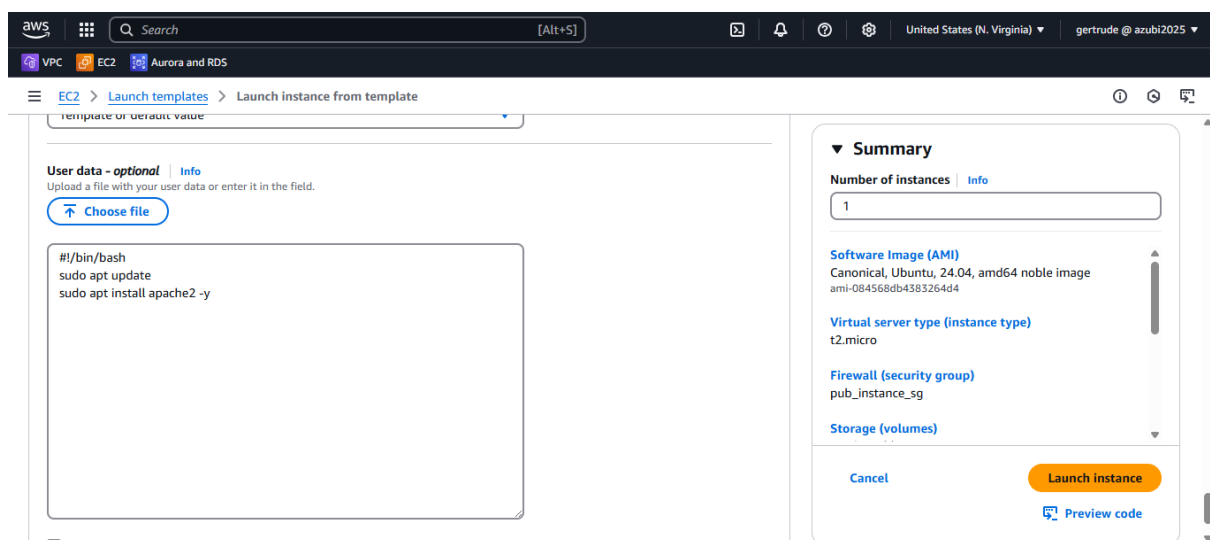 aws
Search [Alt+S]
United States (N. Virginia) ▼
gertrude @ azubi2025 ▼
VPC EC2 Aurora and RDS
EC2 > Launch templates > Launch instance from template
Template or default value
User data - optional | Info
Upload a file with your user data or enter it in the field.
Choose file
#!/bin/bash
sudo apt update
sudo apt install apache2 -y
▼ Summary
Number of instances | Info
1
Software Image (AMI)
Canonical, Ubuntu, 24.04, amd64 noble image
ami-084568db4383264d4
Virtual server type (instance type)
t2.micro
Firewall (security group)
pub_instance_sg
Storage (volumes)
Cancel
Launch instance
Preview code